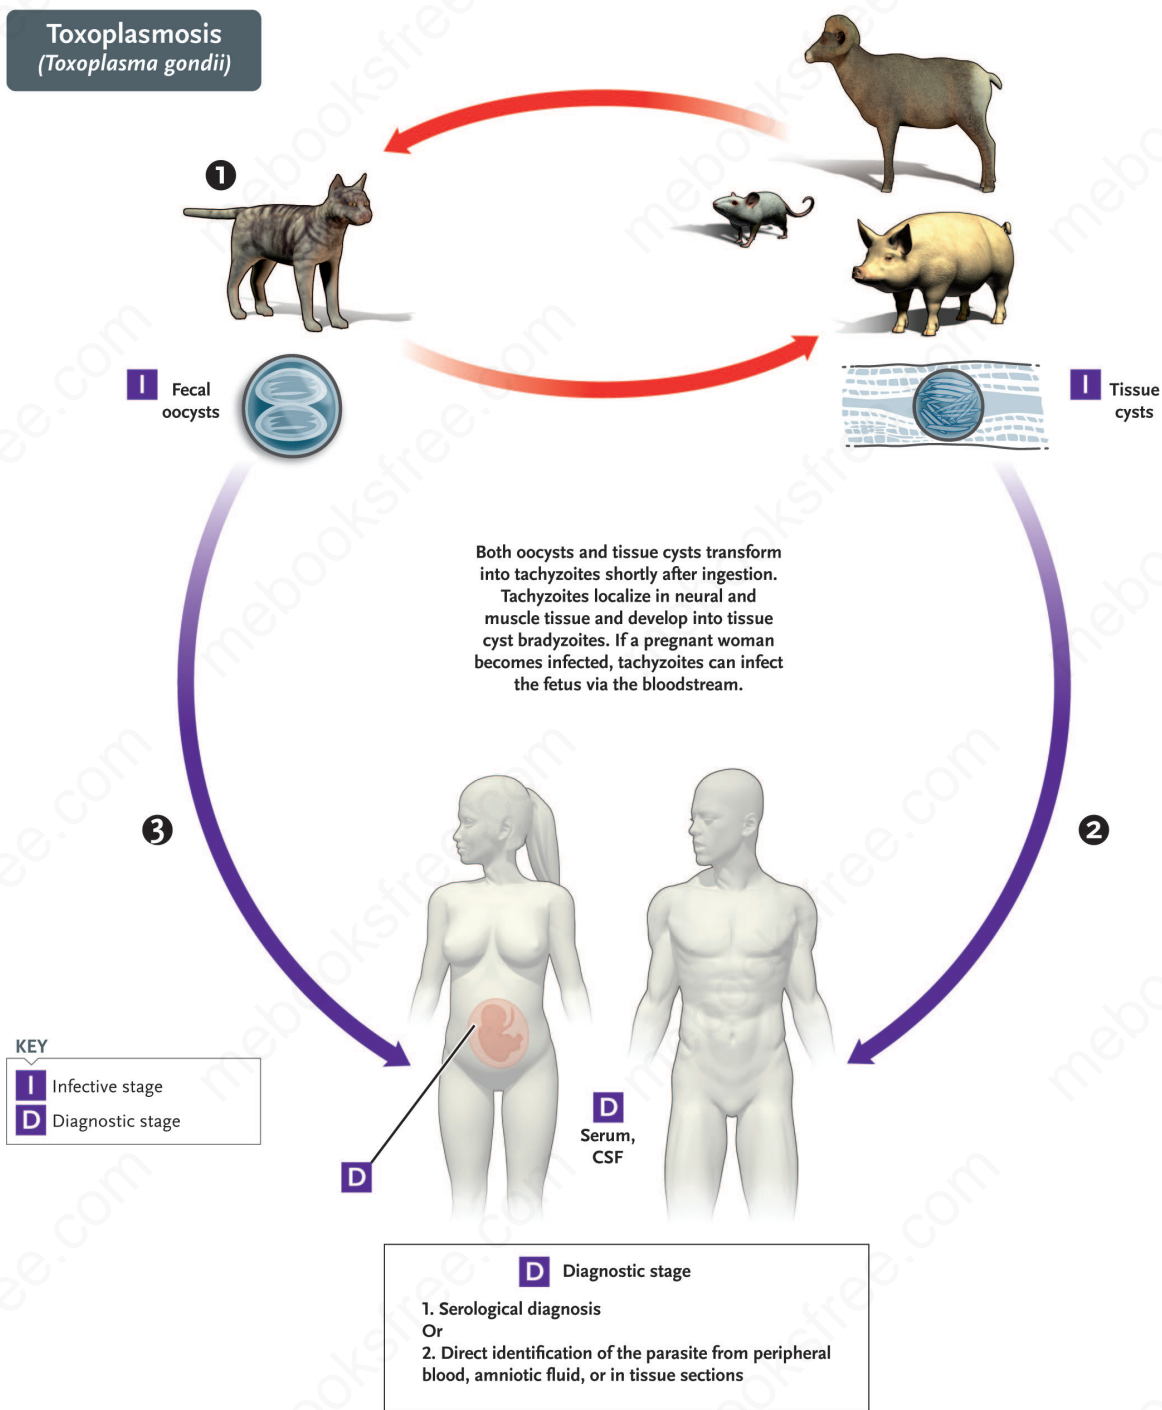 Toxoplasmosis
(Toxoplasma gondii)
1
I
Fecal
oocysts
I
Tissue
cysts
Both oocysts and tissue cysts transform
into tachyzoites shortly after ingestion.
Tachyzoites localize in neural and
muscle tissue and develop into tissue
cyst bradyzoites. If a pregnant woman
becomes infected, tachyzoites can infect
the fetus via the bloodstream.
3
2
KEY
I Infective stage
D Diagnostic stage
D
Serum,
CSF
D
D Diagnostic stage
1. Serological diagnosis
Or
2. Direct identification of the parasite from peripheral
blood, amniotic fluid, or in tissue sections
mebooksfree.com